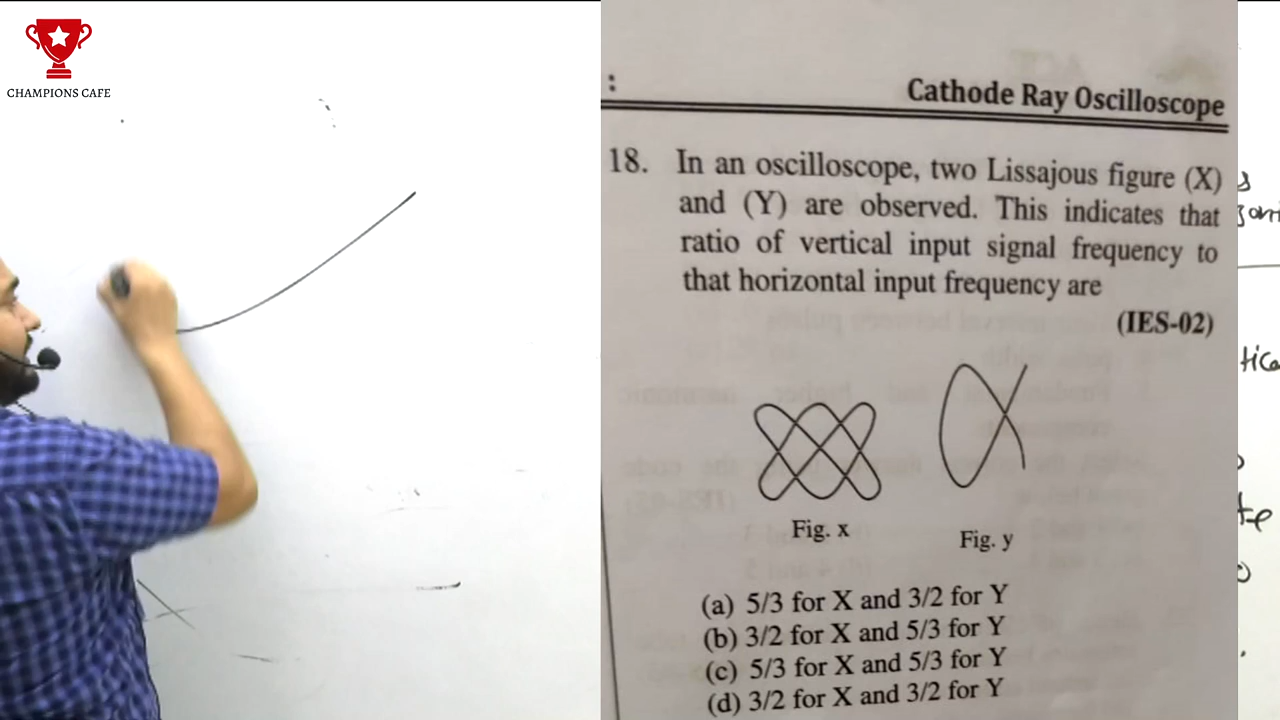 CHAMPIONS CAFE
: Cathode Ray Oscilloscope
18. In an oscilloscope, two Lissajous figure (X)
and (Y) are observed. This indicates that
ratio of vertical input signal frequency to
that horizontal input frequency are
(IES-02)
Fig. x
Fig. y
(a) 5/3 for X and 3/2 for Y
(b) 3/2 for X and 5/3 for Y
(c) 5/3 for X and 5/3 for Y
(d) 3/2 for X and 3/2 for Y